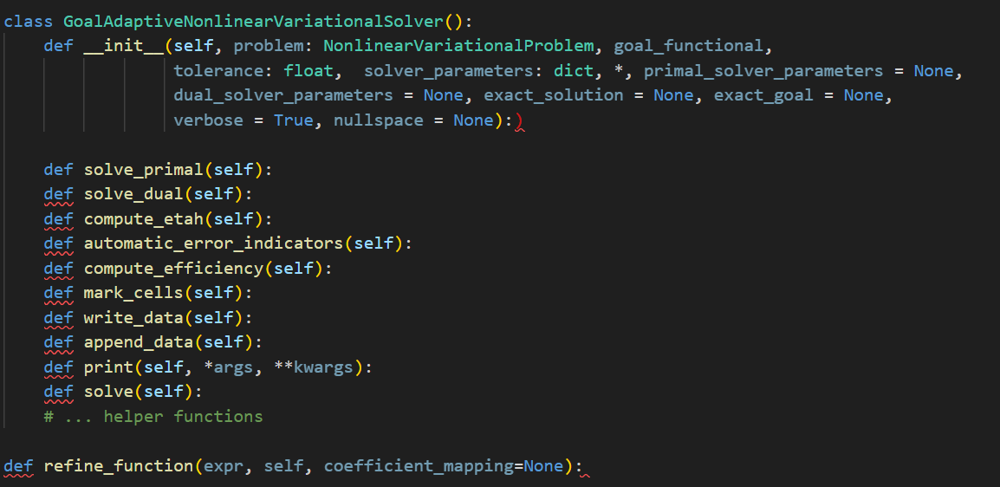 class GoalAdaptiveNonlinearVariationalSolver():
    def __init__(self, problem: NonlinearVariationalProblem, goal_functional,
                 tolerance: float,  solver_parameters: dict, *, primal_solver_parameters = None,
                 dual_solver_parameters = None, exact_solution = None, exact_goal = None,
                 verbose = True, nullspace = None):)
    def solve_primal(self):
    def solve_dual(self):
    def compute_etah(self):
    def automatic_error_indicators(self):
    def compute_efficiency(self):
    def mark_cells(self):
    def write_data(self):
    def append_data(self):
    def print(self, *args, **kwargs):
    def solve(self):
    # ... helper functions
def refine_function(expr, self, coefficient_mapping=None):